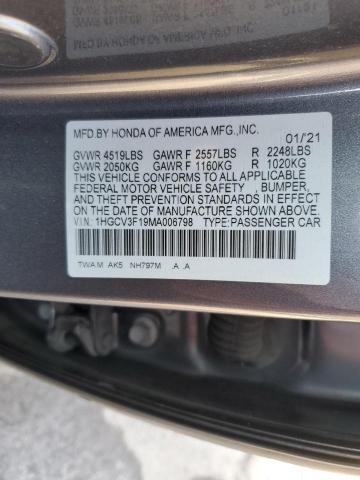 MFD BY HONDA OF AMERICA MFG.,INC. 01/21
GVWR 4519LBS GAWR F 2557LBS R 2248LBS
GVWR 2050KG GAWR F 1160KG R 1020KG
THIS VEHICLE CONFORMS TO ALL APPLICABLE
FEDERAL MOTOR VEHICLE SAFETY , BUMPER,
AND THEFT PREVENTION STANDARDS IN EFFECT
ON THE DATE OF MANUFACTURE SHOWN ABOVE.
VIN: 1HGCV3F19MA006798 TYPE:PASSENGER CAR
TWA M AK5 NH797M .A .A